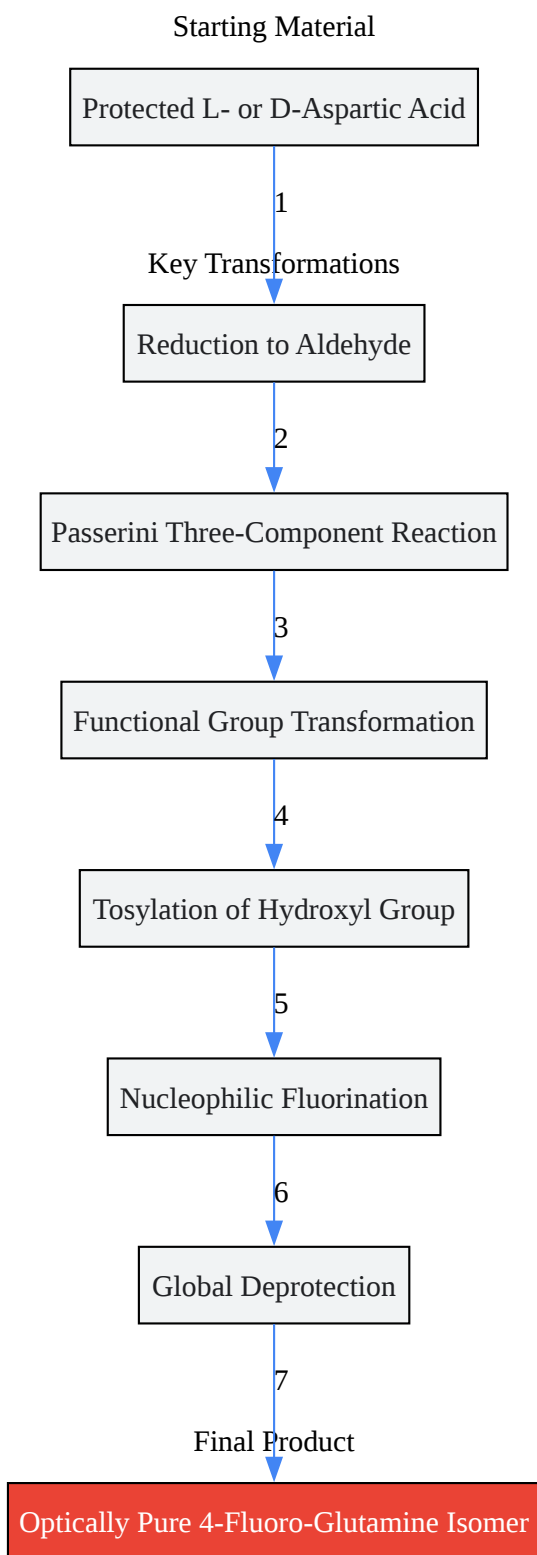 Starting Material
Protected L- or D-Aspartic Acid
1
Key Transformations
Reduction to Aldehyde
2
Passerini Three-Component Reaction
3
Functional Group Transformation
4
Tosylation of Hydroxyl Group
5
Nucleophilic Fluorination
6
Global Deprotection
7
Final Product
Optically Pure 4-Fluoro-Glutamine Isomer